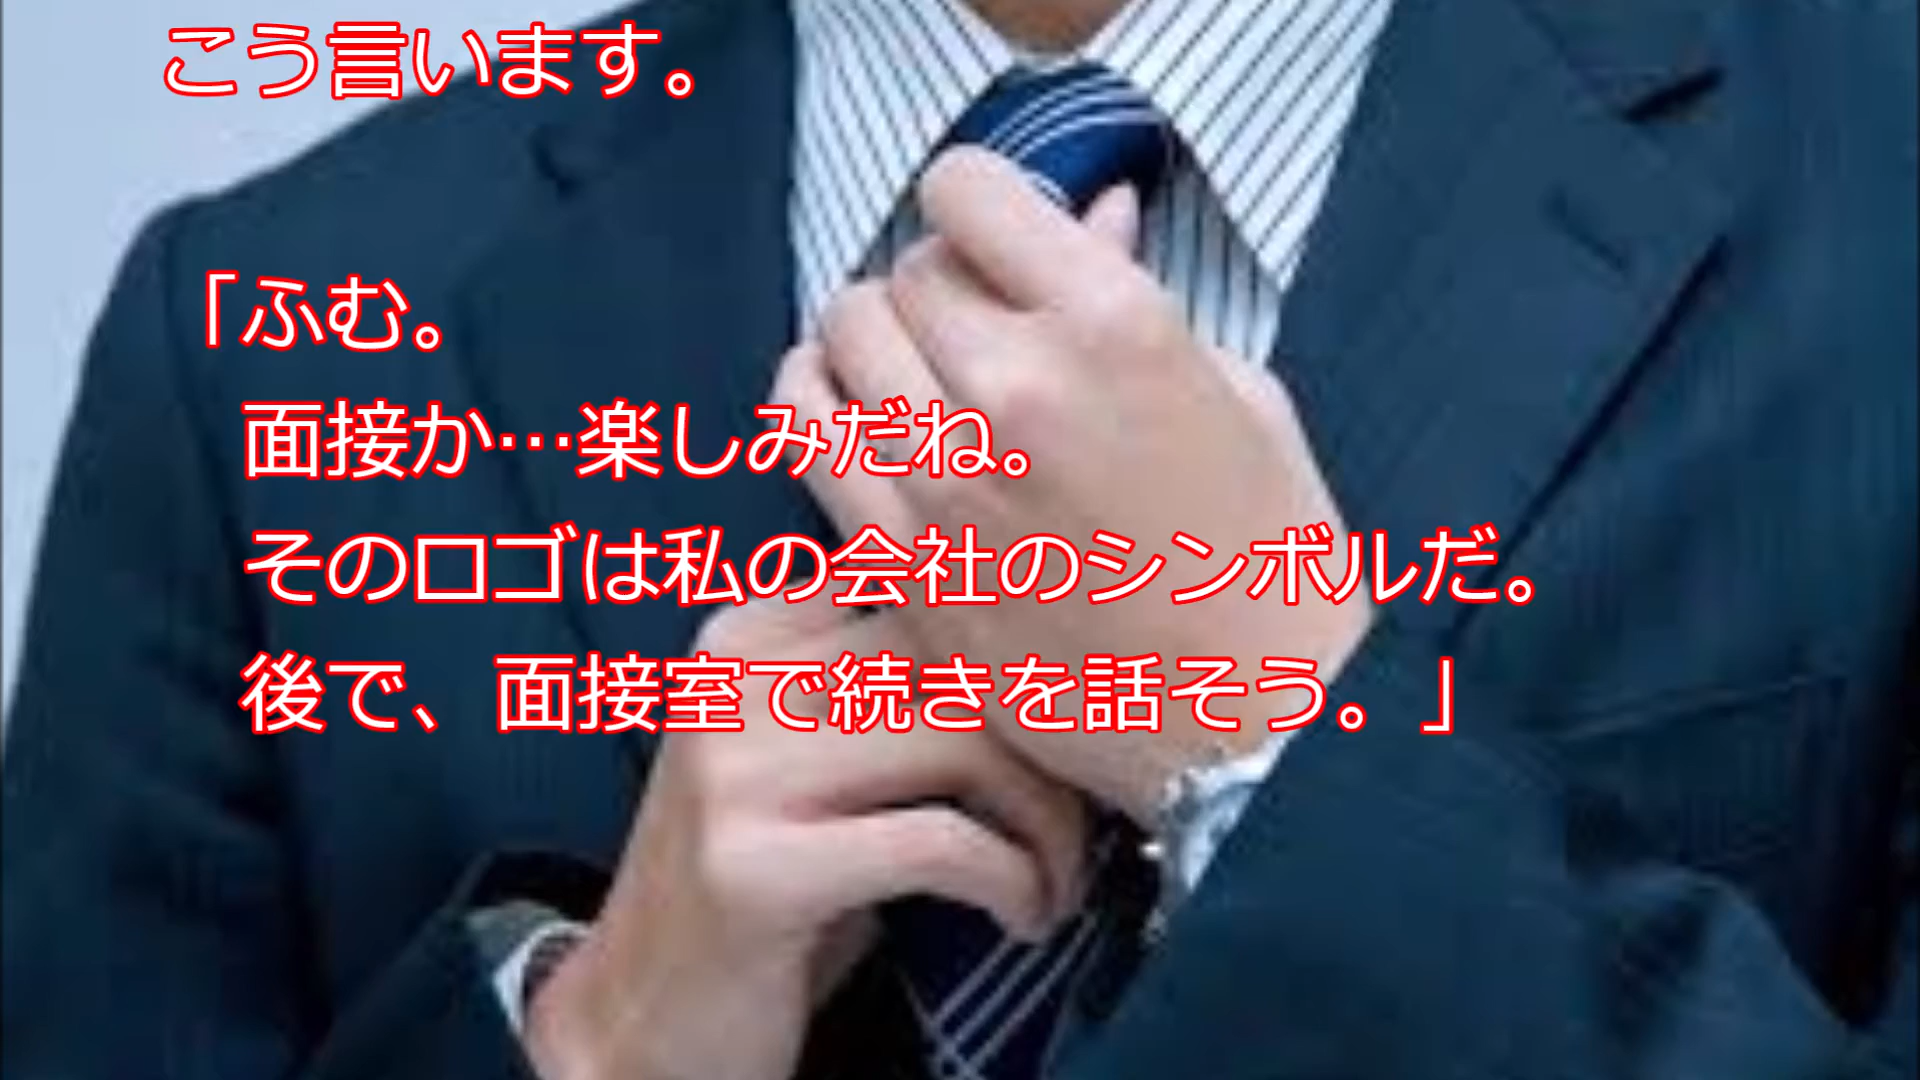 こう言います。
「ふむ。
面接か…楽しみだね。
そのロゴは私の会社のシンボルだ。
後で、面接室で続きを話そう。」